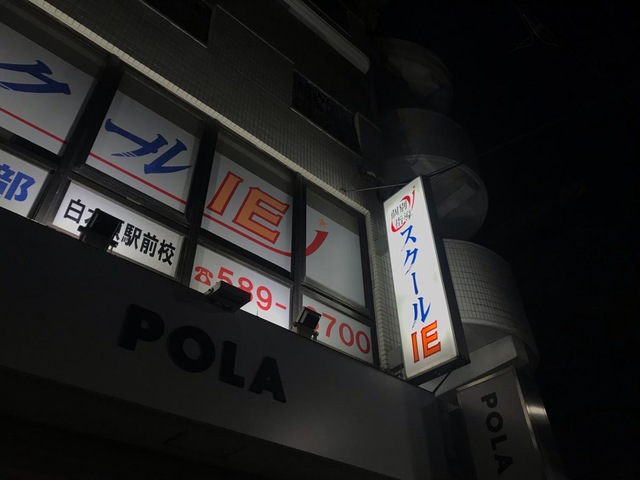 クール IE
部
駅前校
☎589-
700
POLA
個別
指導
スクール IE
POLA